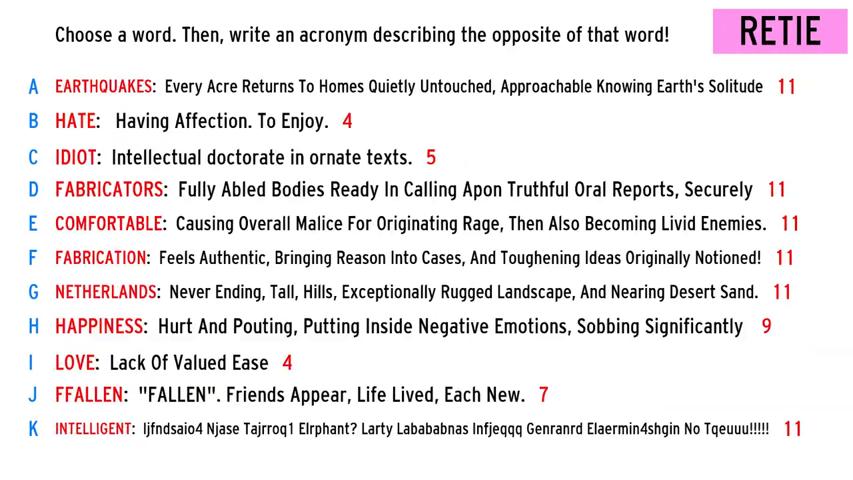 Choose a word. Then, write an acronym describing the opposite of that word!
RETIE
A EARTHQUAKES: Every Acre Returns To Homes Quietly Untouched, Approachable Knowing Earth's Solitude 11
B HATE: Having Affection. To Enjoy. 4
C IDIOT: Intellectual doctorate in ornate texts. 5
D FABRICATORS: Fully Abled Bodies Ready In Calling Apon Truthful Oral Reports, Securely 11
E COMFORTABLE: Causing Overall Malice For Originating Rage, Then Also Becoming Livid Enemies. 11
F FABRICATION: Feels Authentic, Bringing Reason Into Cases, And Toughening Ideas Originally Notioned! 11
G NETHERLANDS: Never Ending, Tall, Hills, Exceptionally Rugged Landscape, And Nearing Desert Sand. 11
H HAPPINESS: Hurt And Pouting, Putting Inside Negative Emotions, Sobbing Significantly 9
I LOVE: Lack Of Valued Ease 4
J FFALLEN: "FALLEN". Friends Appear, Life Lived, Each New. 7
K INTELLIGENT: Ijfndsaio4 Njase Tajrroq1 Elrphant? Larty Labababnas Infjeqqq Genranrd Elaermin4shgin No Tqeuuu!!!!! 11